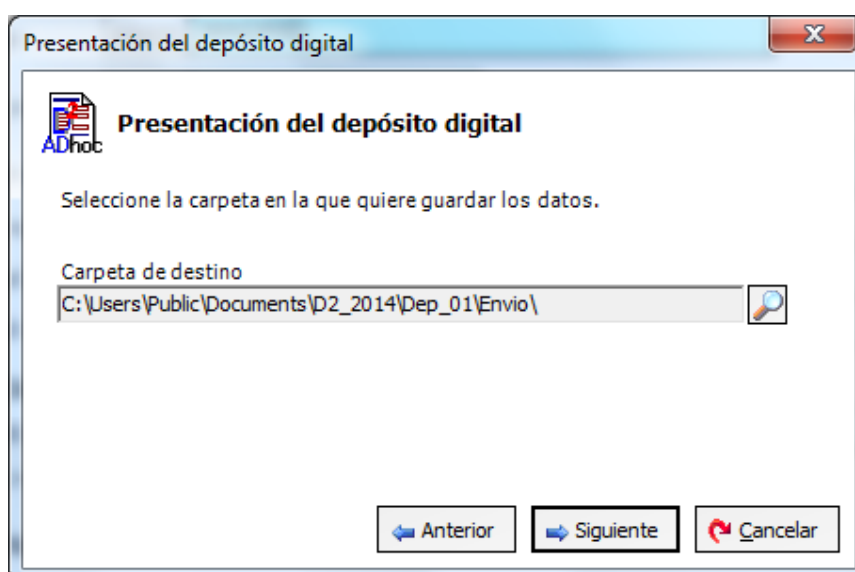 Presentación del depósito digital
ADhoc
Presentación del depósito digital
Seleccione la carpeta en la que quiere guardar los datos.
Carpeta de destino
C:\Users\Public\Documents\D2_2014\Dep_01\Envio\
Anterior
Siguiente
Cancelar